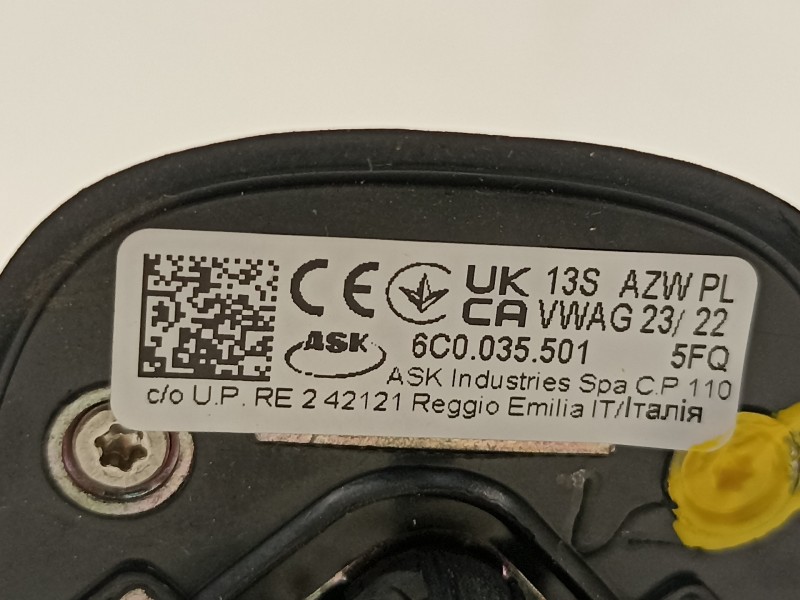 CE UK CA 13S AZW PL
VWAG 23/ 22
ASK 6C0.035.501 5FQ
ASK Industries Spa C.P 110
c/o U.P. RE 2 42121 Reggio Emilia IT/Італія